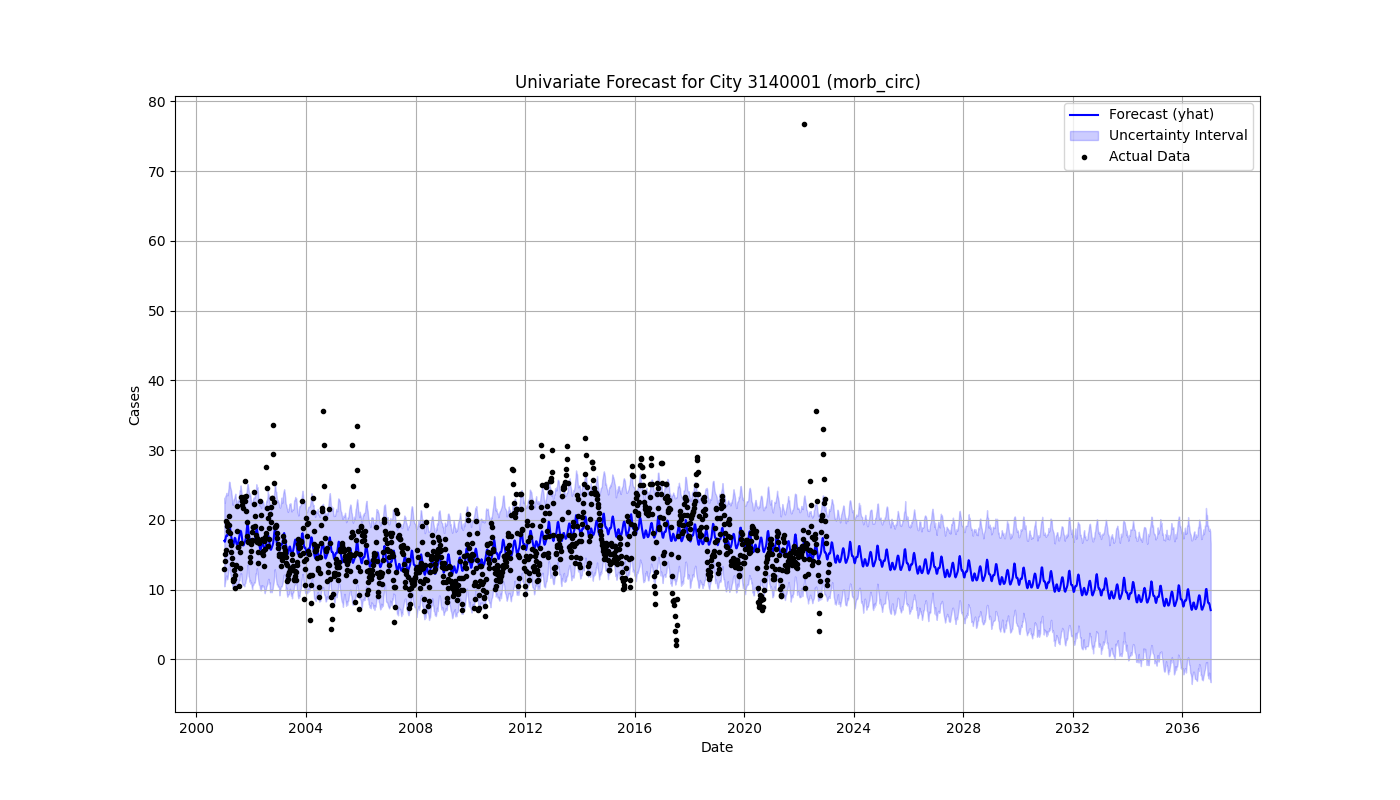 Univariate Forecast for City 3140001 (morb_circ)
Forecast (yhat)
Uncertainty Interval
Actual Data
80
70
60
50
40
30
20
10
0
Cases
2000 2004 2008 2012 2016 2020 2024 2028 2032 2036
Date